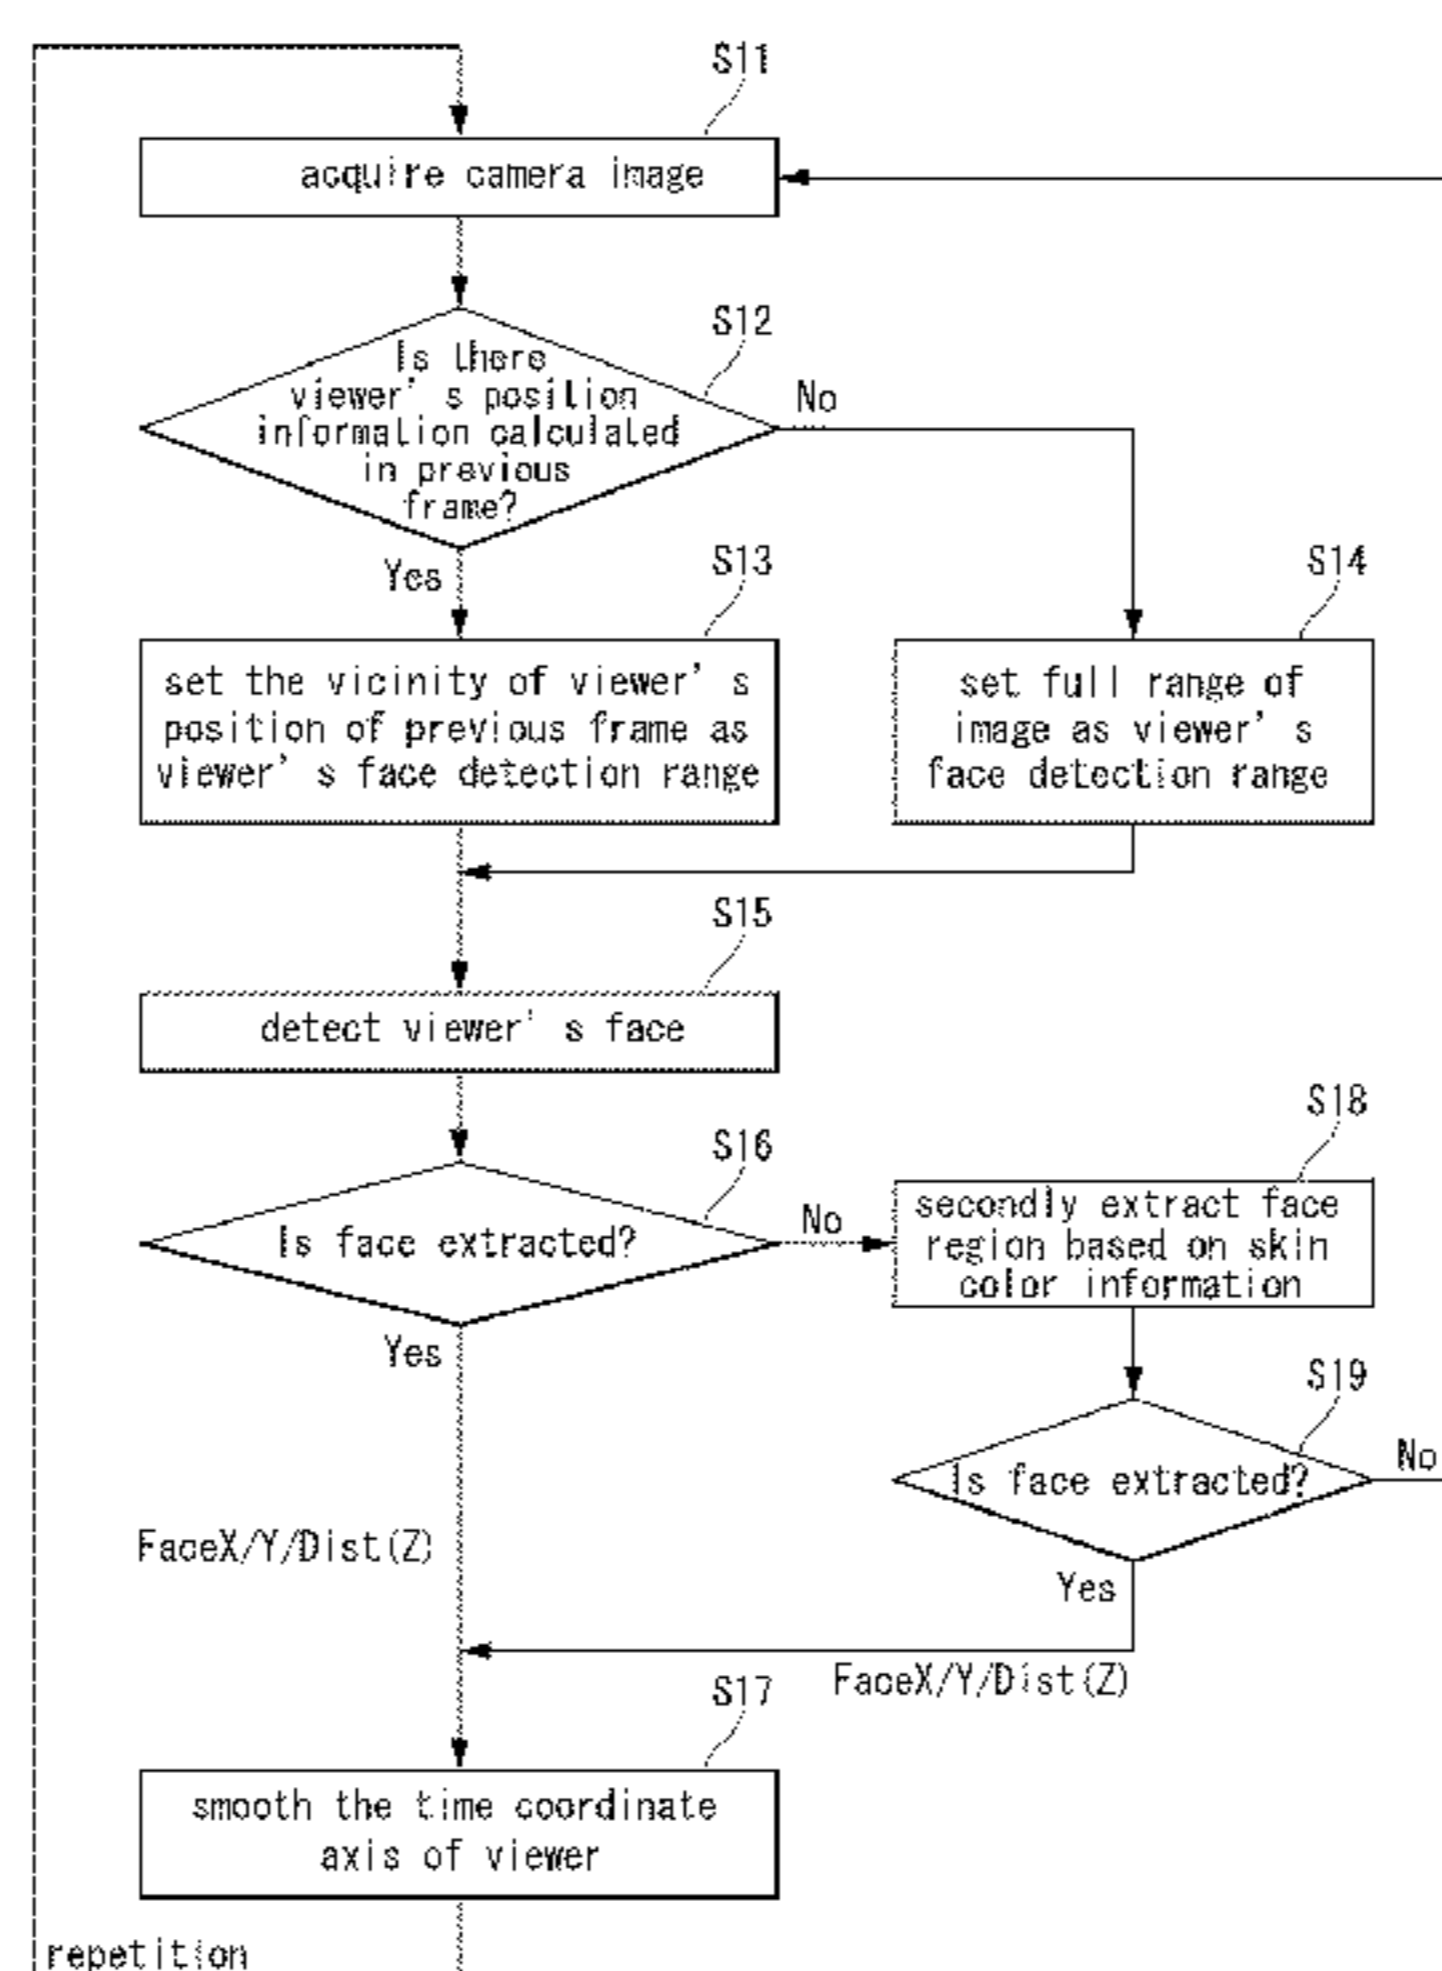 S11
acquire camera image
S12
Is there
viewer's position
information calculated
in previous
frame?
No
Yes
S13
set the vicinity of viewer's
position of previous frame as
viewer's face detection range
S14
set full range of
image as viewer's
face detection range
S15
detect viewer's face
S16
Is face extracted?
No
Yes
S18
secondly extract face
region based on skin
color information
S19
Is face extracted?
No
Yes
FaceX/Y/Dist(Z)
FaceX/Y/Dist(Z)
S17
smooth the time coordinate
axis of viewer
repetition